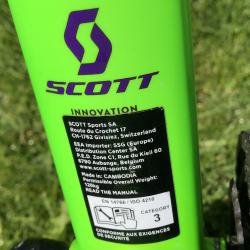 SCOTT
INNOVATION
SCOTT Sports SA
Route du Crochet 17
CH-1762 Givisiez, Switzerland
EEA Importer: SSG (Europe)
Distribution Center SA
P.E.D. Zone C1, Rue du Kiell 60
6790 Aubange, Belgium
www.scott-sports.com
Made in: CAMBODIA
Permissible Overall Weight:
128kg
READ THE MANUAL
EN 14766 / ISO 4210
CATEGORY
3
CONFORME AUX EXIGENCES
DE SÉCURITÉ